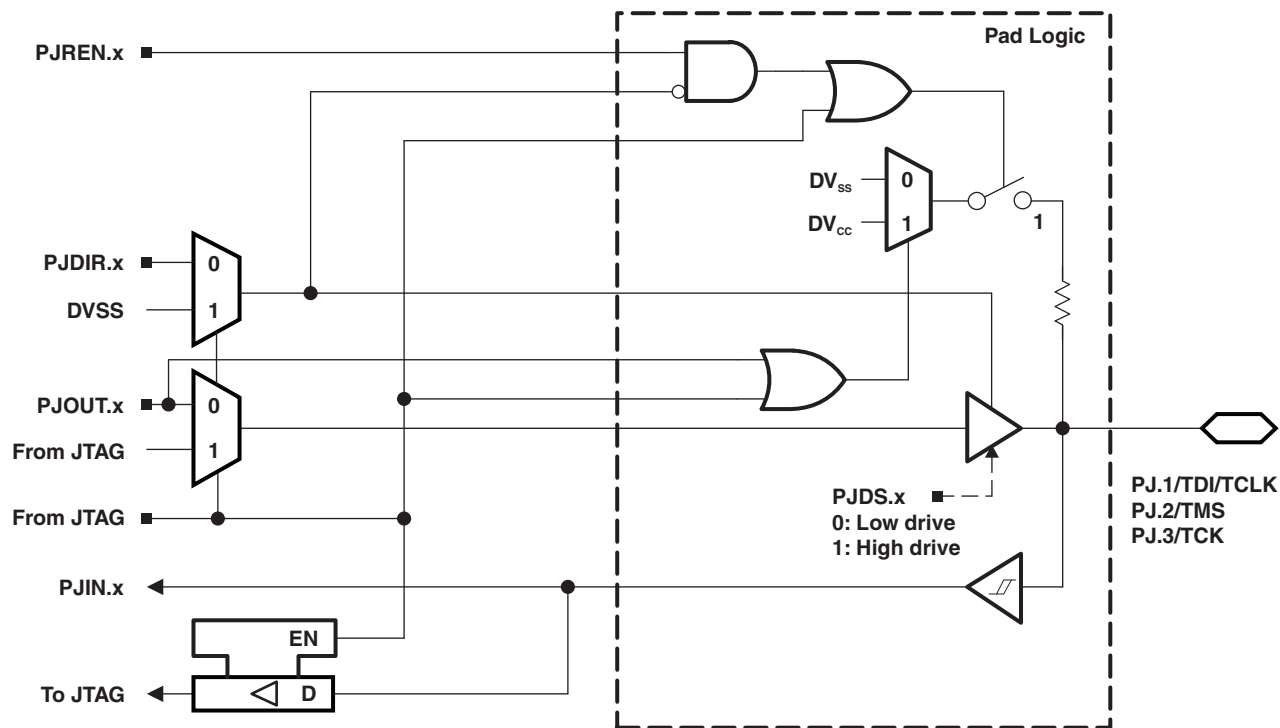 Pad Logic
PJREN.x
DVss
0
DVcc
1
1
PJDIR.x
0
DVSS
1
PJOUT.x
0
From JTAG
1
From JTAG
PJDS.x
0: Low drive
1: High drive
PJ.1/TDI/TCLK
PJ.2/TMS
PJ.3/TCK
PJIN.x
EN
To JTAG
D